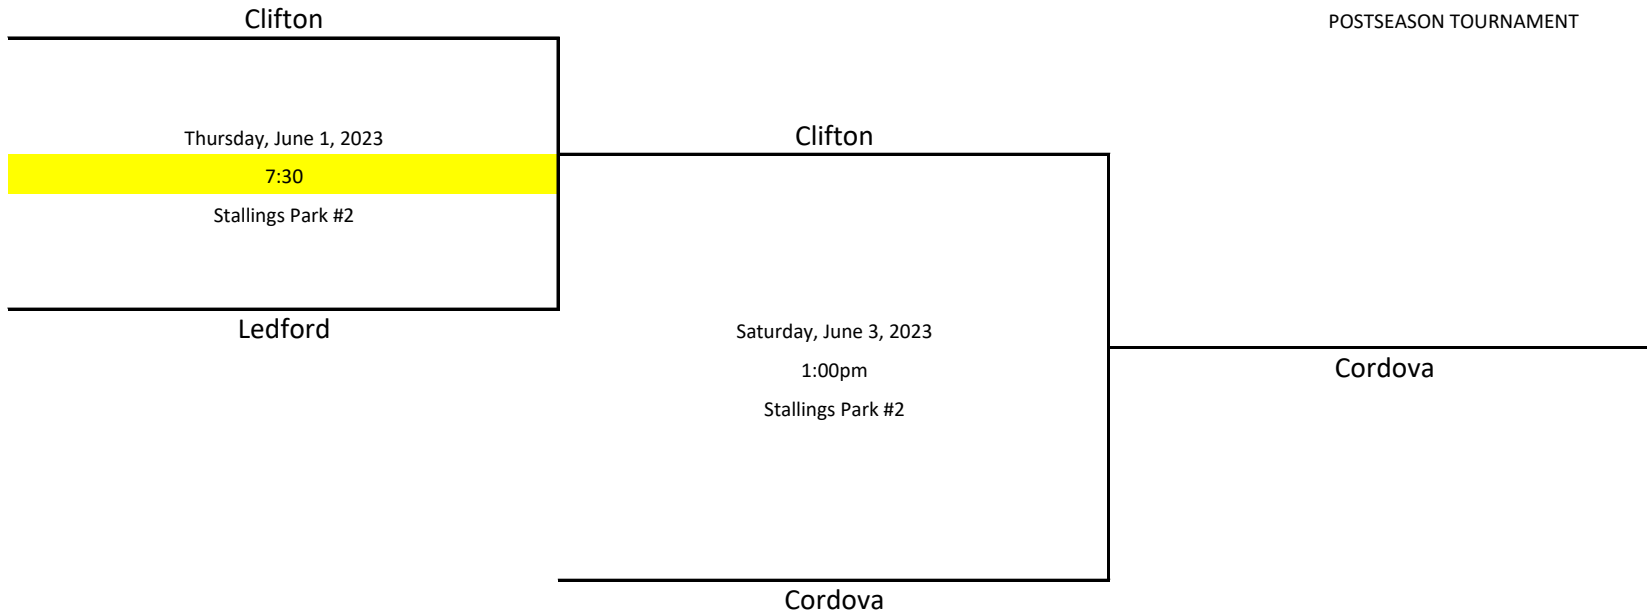 Clifton
POSTSEASON TOURNAMENT
Thursday, June 1, 2023
7:30
Stallings Park #2
Clifton
Ledford
Saturday, June 3, 2023
1:00pm
Stallings Park #2
Cordova
Cordova